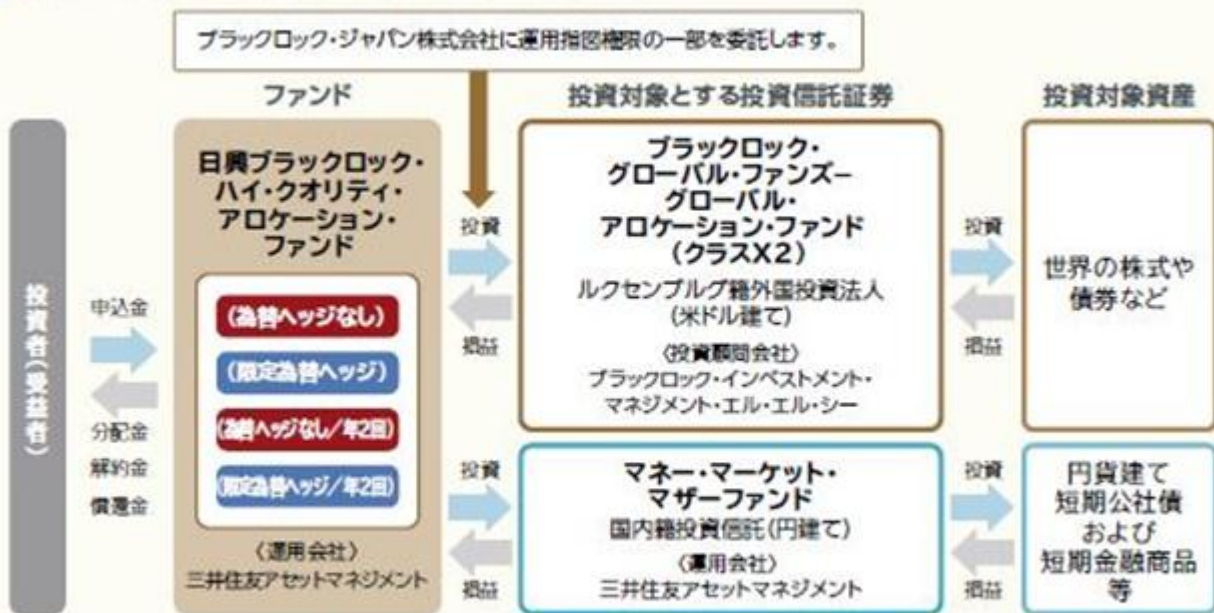 ブラックロック・ジャパン株式会社に運用指図権限の一部を委託します。
ファンド
投資対象とする投資信託証券
投資対象資産
投資者(受益者)
申込金
分配金
解約金
償還金
日興ブラックロック・
ハイ・クオリティ・
アロケーション・
ファンド
(為替ヘッジなし)
(限定為替ヘッジ)
(為替ヘッジなし/年2回)
(限定為替ヘッジ/年2回)
〈運用会社〉
三井住友アセットマネジメント
投資
損益
投資
損益
ブラックロック・
グローバル・ファンズー
グローバル・
アロケーション・ファンド
(クラスX2)
ルクセンブルグ籍外国投資法人
(米ドル建て)
〈投資顧問会社〉
ブラックロック・インベストメント・
マネジメント・エル・エル・シー
マネー・マーケット・
マザーファンド
国内籍投資信託(円建て)
〈運用会社〉
三井住友アセットマネジメント
投資
損益
投資
損益
世界の株式や
債券など
円貨建て
短期公社債
および
短期金融商品
等